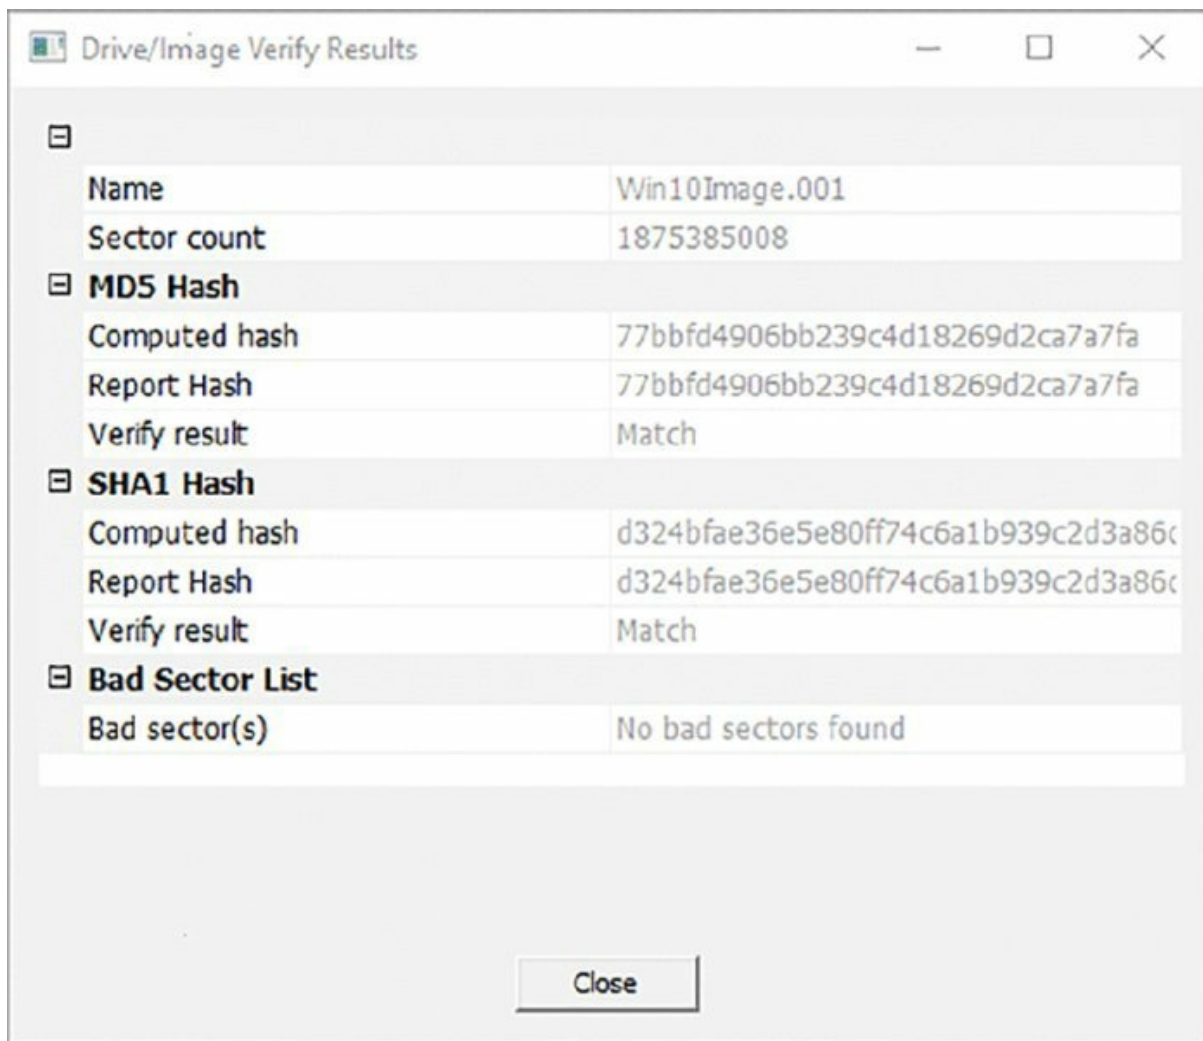 Drive/Image Verify Results
Name Win10Image.001
Sector count 1875385008
MD5 Hash
Computed hash 77bbfd4906bb239c4d18269d2ca7a7fa
Report Hash 77bbfd4906bb239c4d18269d2ca7a7fa
Verify result Match
SHA1 Hash
Computed hash d324bfae36e5e80ff74c6a1b939c2d3a86
Report Hash d324bfae36e5e80ff74c6a1b939c2d3a86
Verify result Match
Bad Sector List
Bad sector(s) No bad sectors found
Close